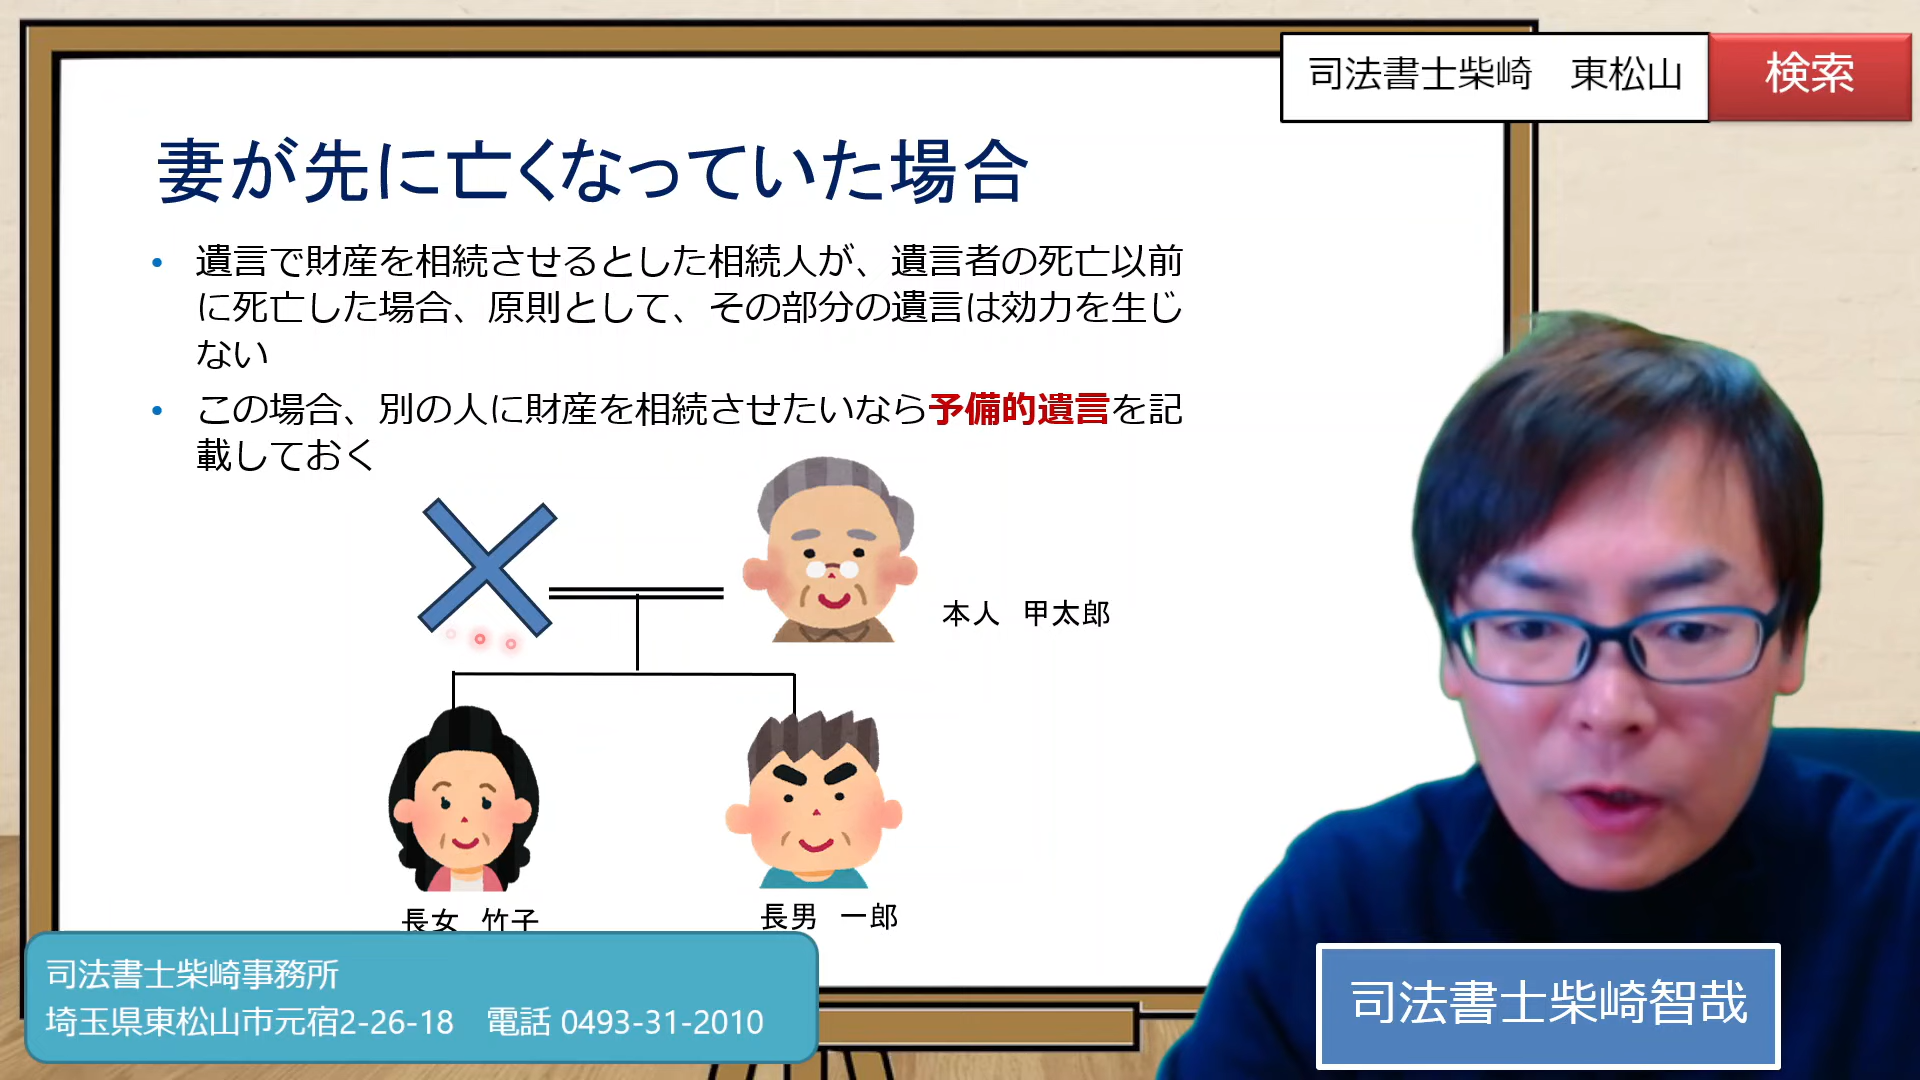 司法書士柴崎　東松山
検索
妻が先に亡くなっていた場合
• 遺言で財産を相続させるとした相続人が、遺言者の死亡以前
に死亡した場合、原則として、その部分の遺言は効力を生じ
ない
• この場合、別の人に財産を相続させたいなら予備的遺言を記
載しておく
本人　甲太郎
長女　竹子
長男　一郎
司法書士柴崎事務所
埼玉県東松山市元宿2-26-18　電話 0493-31-2010
司法書士柴崎智哉